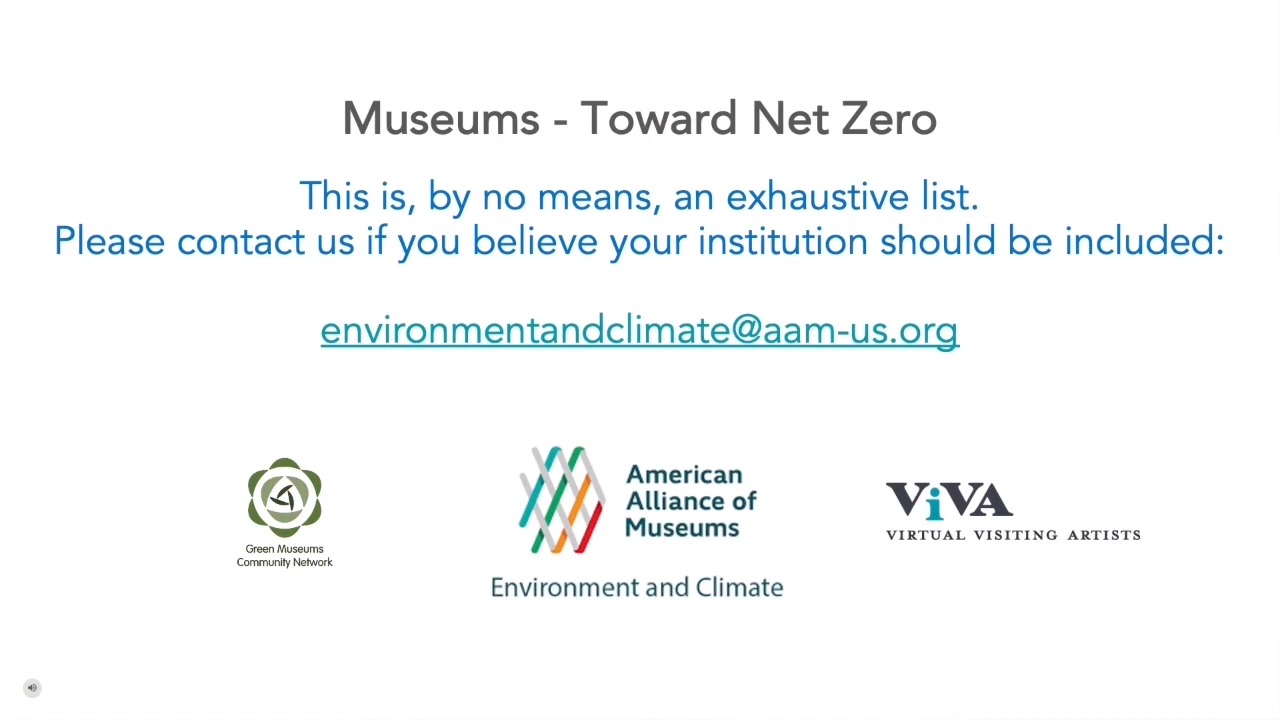 Museums - Toward Net Zero
This is, by no means, an exhaustive list.
Please contact us if you believe your institution should be included:
environmentandclimate@aam-us.org
Green Museums
Community Network
American
Alliance of
Museums
Environment and Climate
ViVA
VIRTUAL VISITING ARTISTS